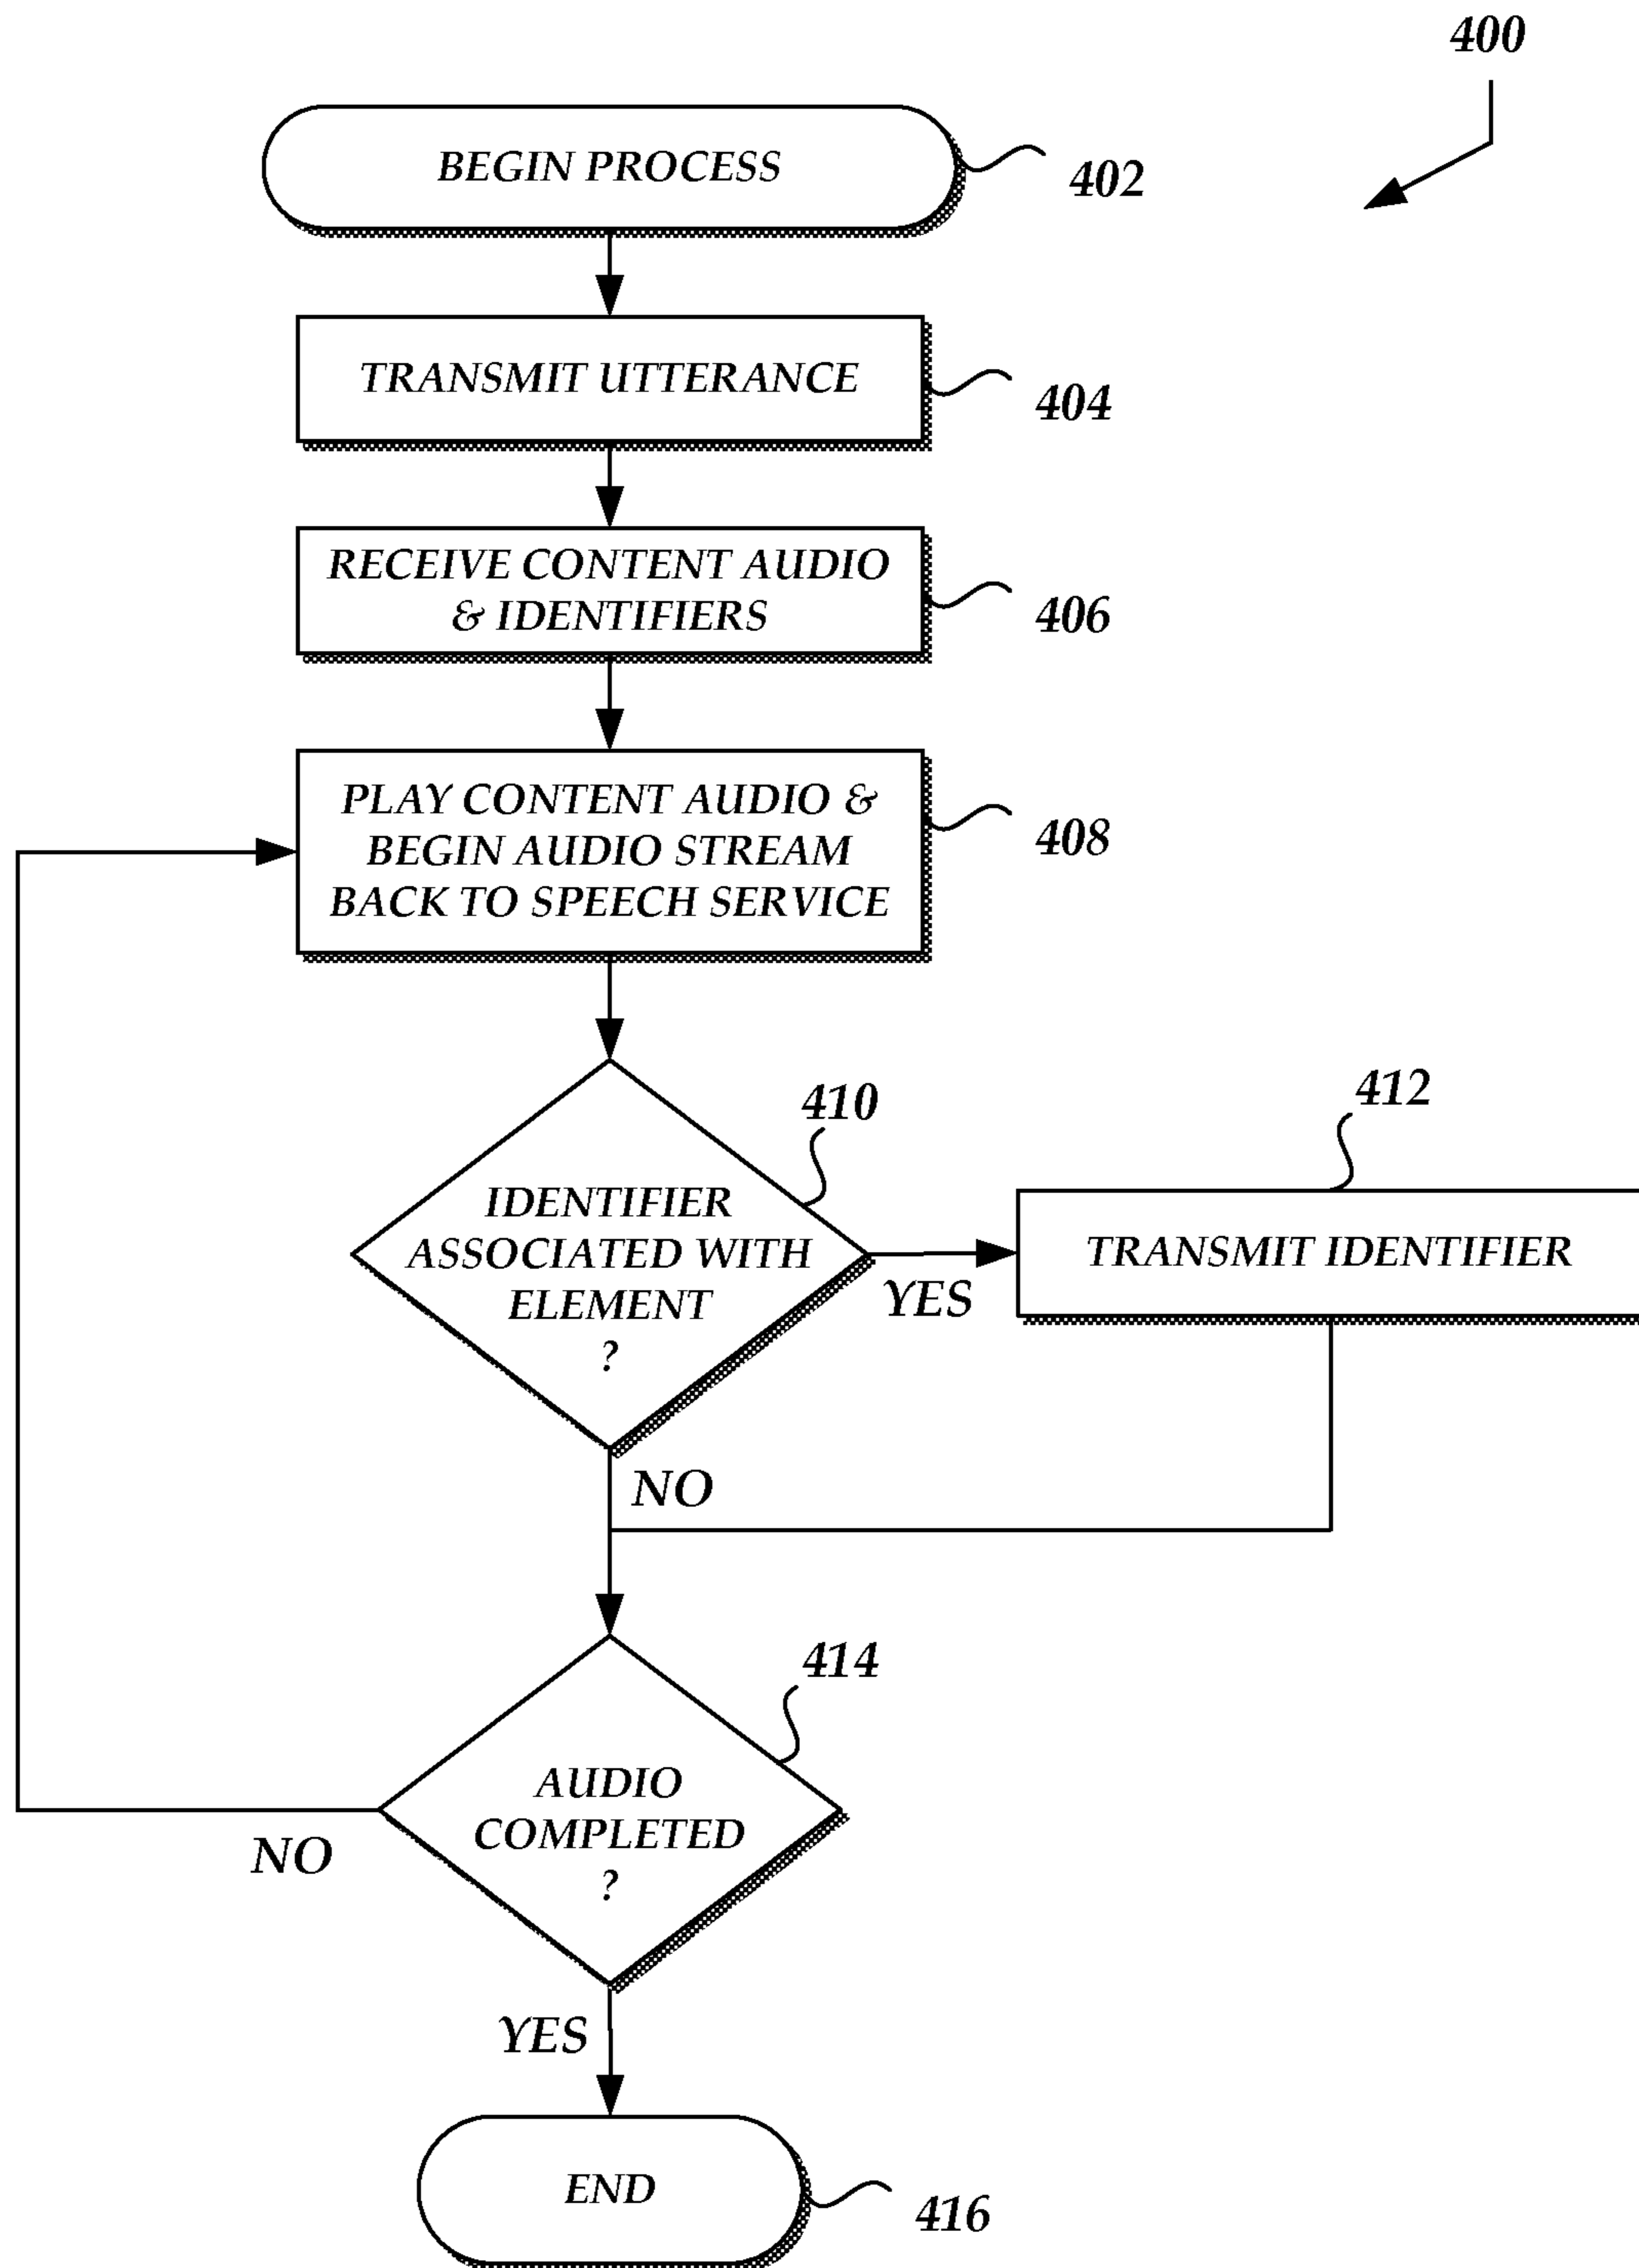 400
BEGIN PROCESS
402
TRANSMIT UTTERANCE
404
RECEIVE CONTENT AUDIO
& IDENTIFIERS
406
PLAY CONTENT AUDIO &
BEGIN AUDIO STREAM
BACK TO SPEECH SERVICE
408
410
IDENTIFIER
ASSOCIATED WITH
ELEMENT
?
YES
412
TRANSMIT IDENTIFIER
NO
414
AUDIO
COMPLETED
?
NO
YES
END
416